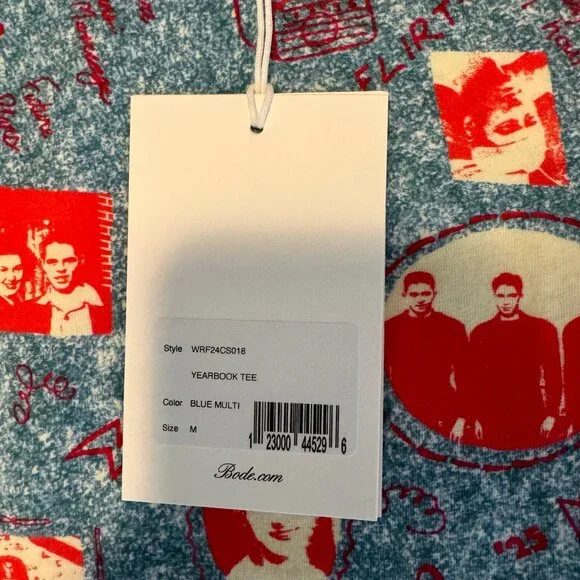 FLIRT
Style WRF24CS018
YEARBOOK TEE
Color BLUE MULTI
Size M
1 23000 44529 6
Bode.com
'25